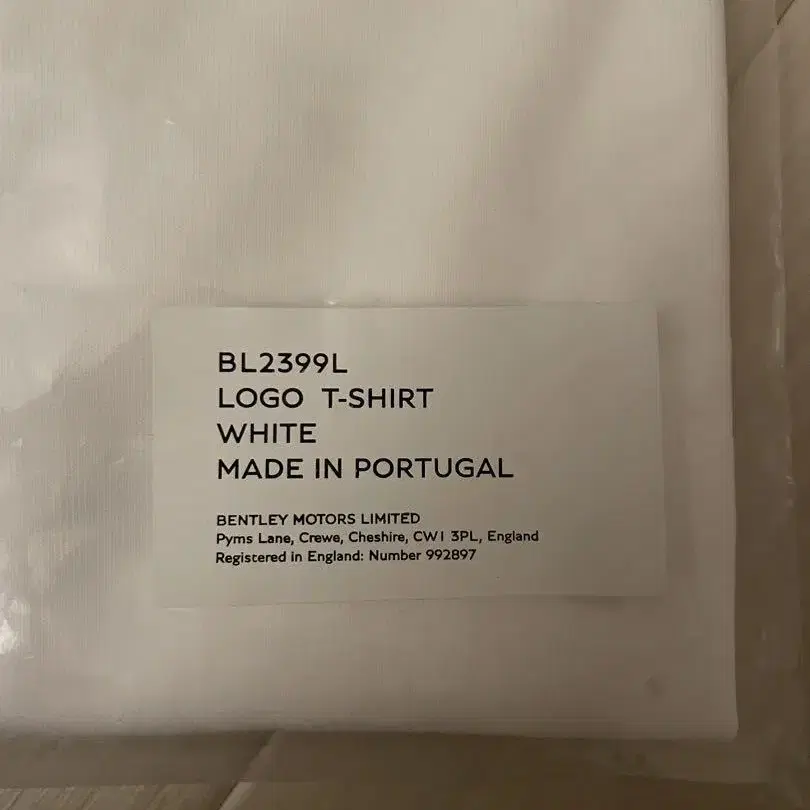 BL2399L
LOGO T-SHIRT
WHITE
MADE IN PORTUGAL
BENTLEY MOTORS LIMITED
Pyms Lane, Crewe, Cheshire, CW1 3PL, England
Registered in England: Number 992897